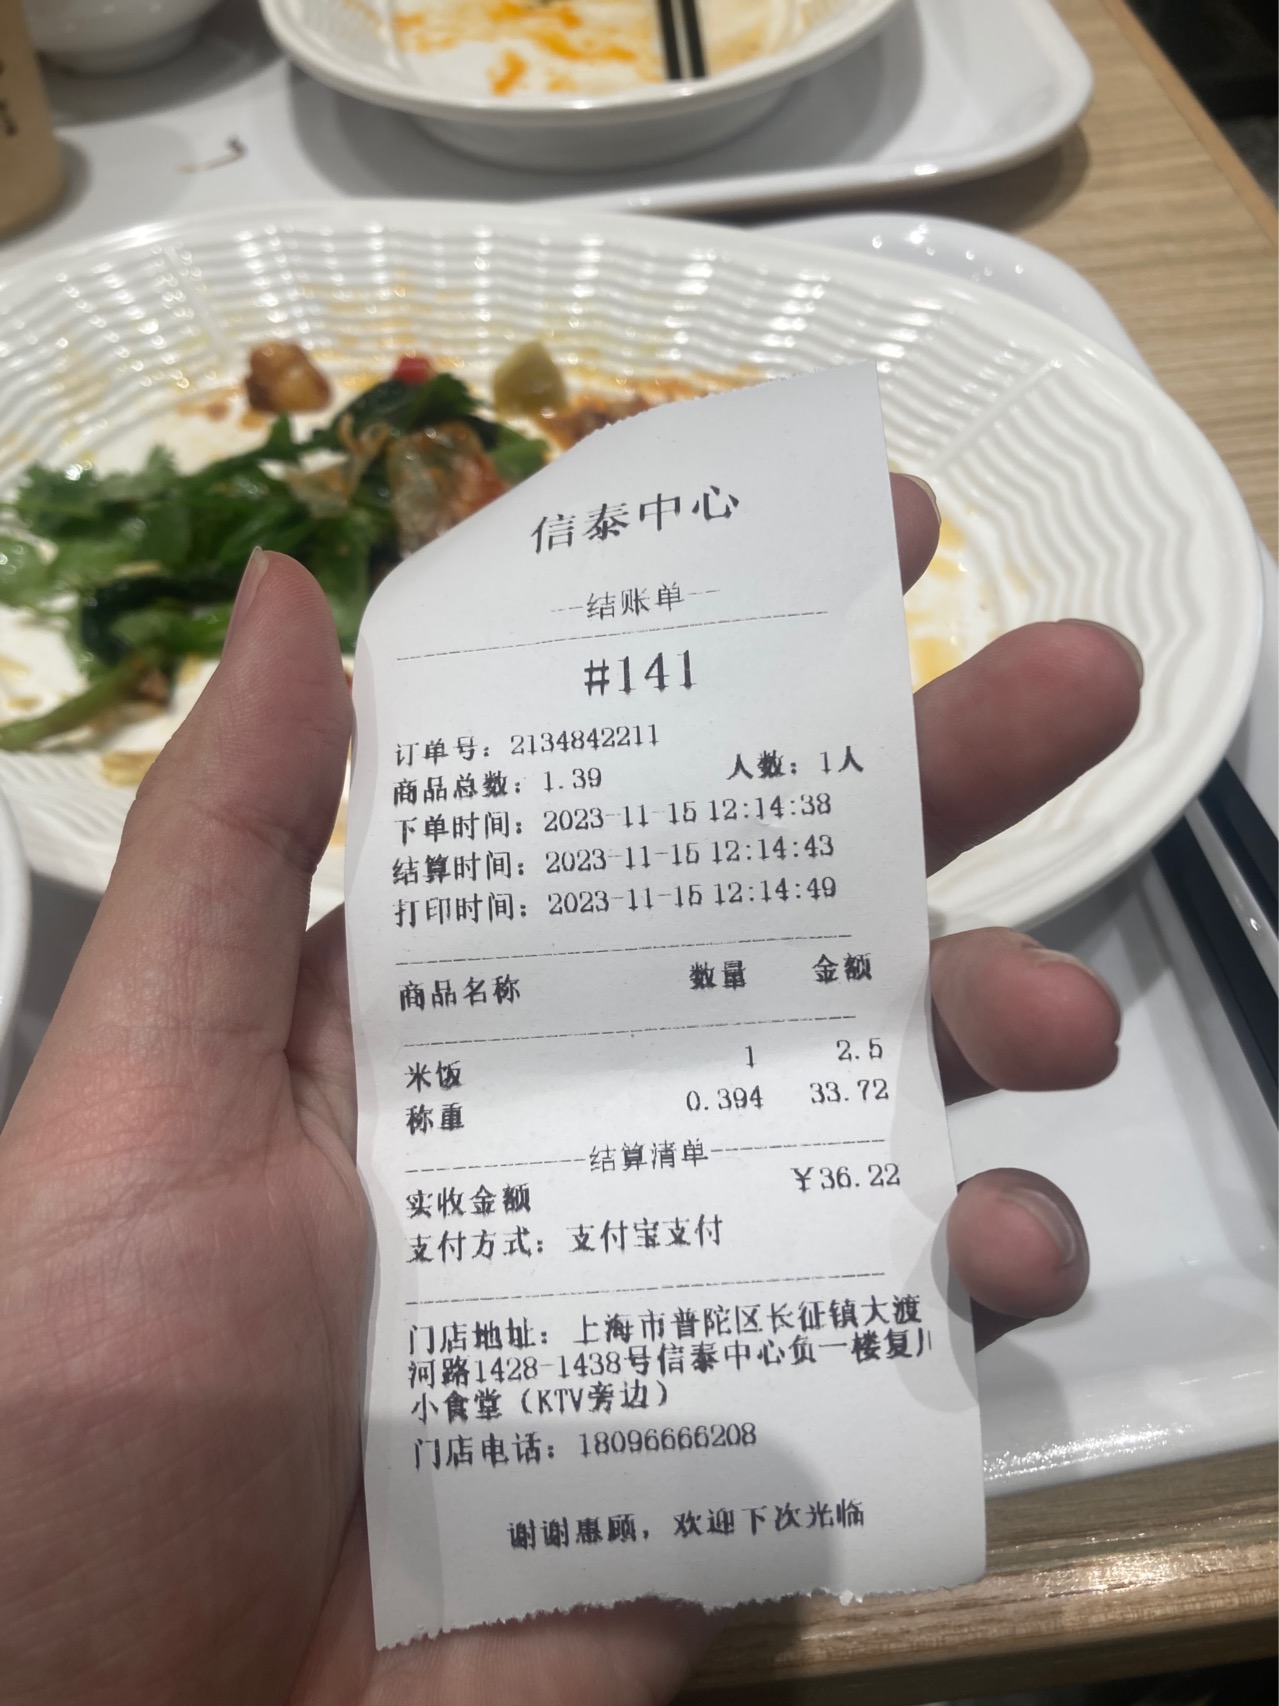 信泰中心
--结账单--
#141
订单号：2134842211
商品总数：1.39 人数：1人
下单时间：2023-11-15 12:14:38
结算时间：2023-11-15 12:14:43
打印时间：2023-11-15 12:14:49
商品名称 数量 金额
米饭 1 2.5
称重 0.394 33.72
结算清单
实收金额 ¥36.22
支付方式：支付宝支付
门店地址：上海市普陀区长征镇大渡
河路1428-1438号信泰中心负一楼复
小食堂（KTV旁边）
门店电话：18096666208
谢谢惠顾，欢迎下次光临